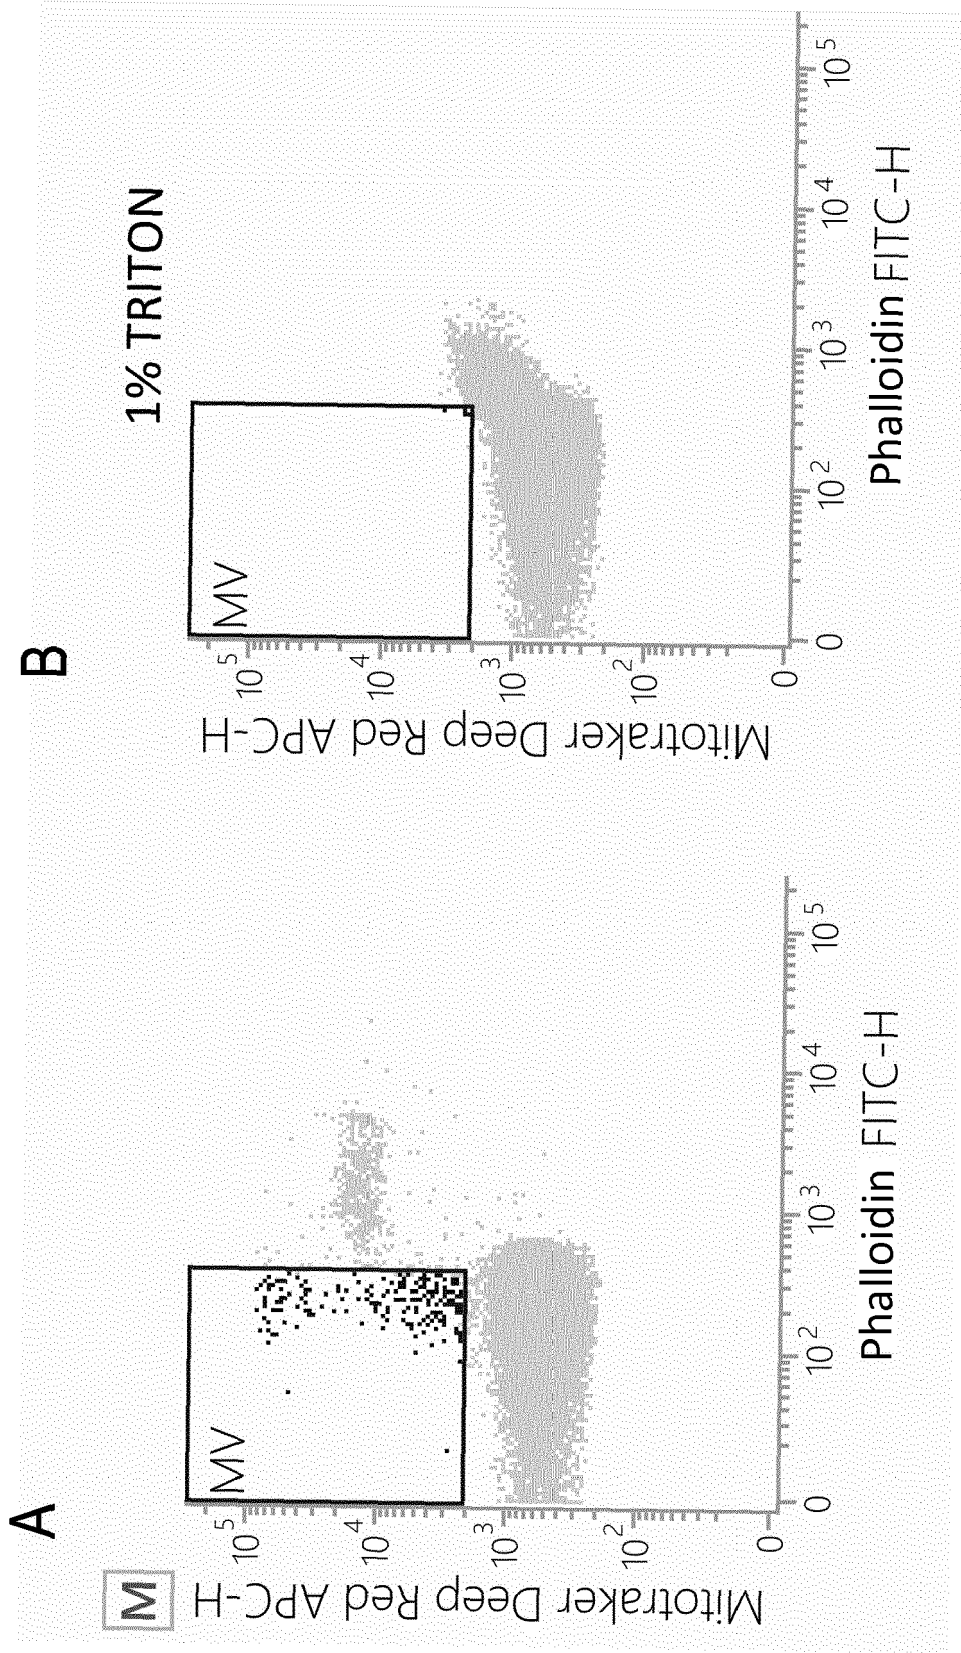 A
M
MV
10^5
10^4
10^3
10^2
0
Mitotraker Deep Red APC-H
0
10^2
10^3
10^4
10^5
Phalloidin FITC-H
B
1% TRITON
MV
10^5
10^4
10^3
10^2
0
Mitotraker Deep Red APC-H
0
10^2
10^3
10^4
10^5
Phalloidin FITC-H